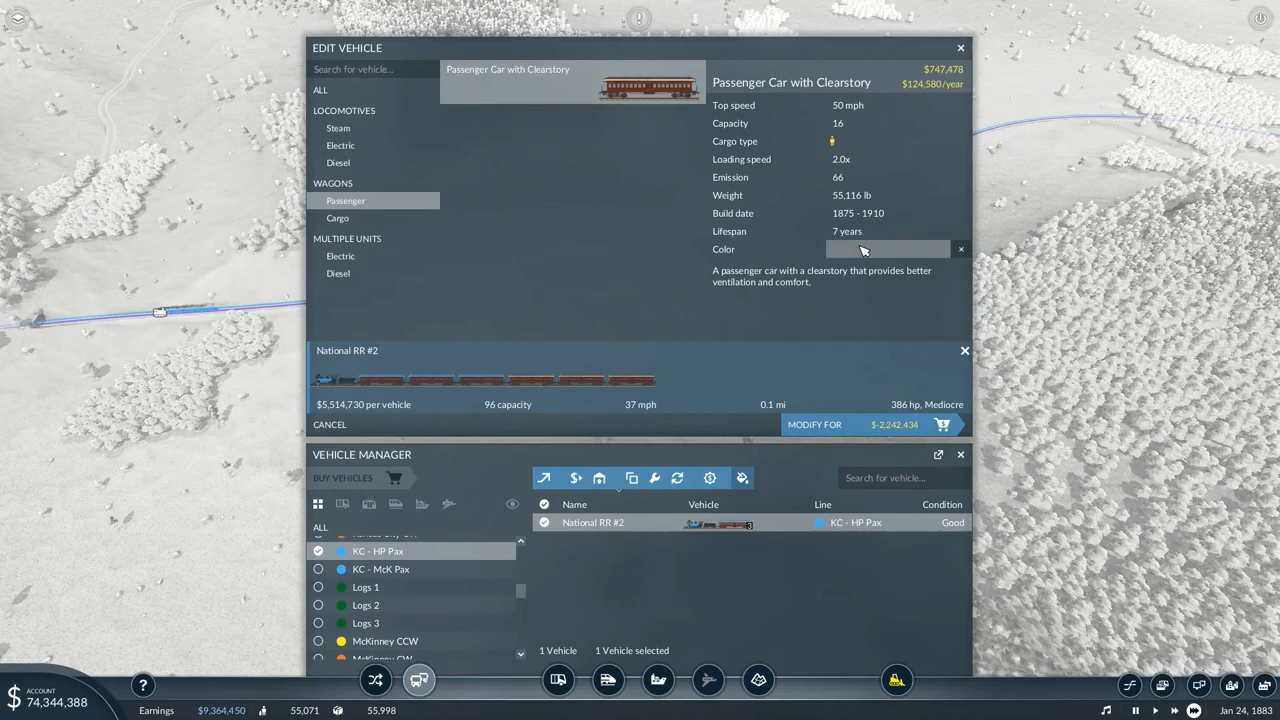 EDIT VEHICLE
Search for vehicle...
ALL
LOCOMOTIVES
Steam
Electric
Diesel
WAGONS
Passenger
Cargo
MULTIPLE UNITS
Electric
Diesel
Passenger Car with Clearstory
Passenger Car with Clearstory
$747,478
$124,580/year
Top speed 50 mph
Capacity 16
Cargo type
Loading speed 2.0x
Emission 66
Weight 55,116 lb
Build date 1875 - 1910
Lifespan 7 years
Color
A passenger car with a clearstory that provides better
ventilation and comfort.
National RR #2
$5,514,730 per vehicle 96 capacity 37 mph 0.1 mi 386 hp, Mediocre
CANCEL
MODIFY FOR $-2,242,434
VEHICLE MANAGER
BUY VEHICLES
Search for vehicle...
ALL
KC - HP Pax
KC - McK Pax
Logs 1
Logs 2
Logs 3
McKinney CCW
McKinney CW
Name Vehicle Line Condition
National RR #2 3 KC - HP Pax Good
1 Vehicle 1 Vehicle selected
$ ACCOUNT
74,344,388
?
Earnings $9,364,450 55,071 55,998
Jan 24, 1883